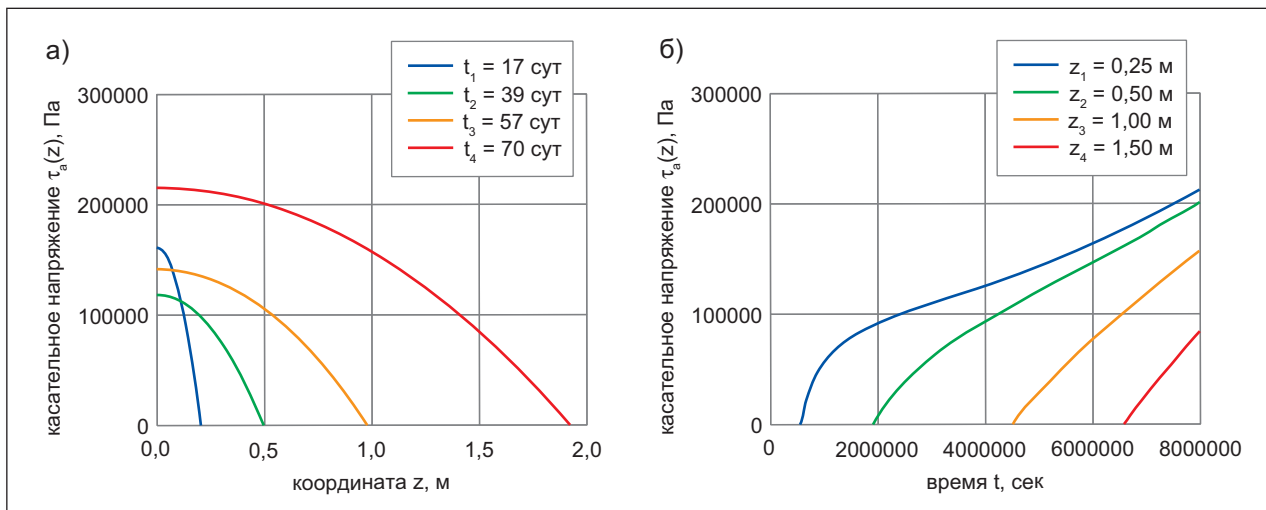 а)
t1 = 17 сут
t2 = 39 сут
t3 = 57 сут
t4 = 70 сут
касательное напряжение τa(z), Па
300000
200000
100000
0
0,0 0,5 1,0 1,5 2,0
координата z, м
б)
z1 = 0,25 м
z2 = 0,50 м
z3 = 1,00 м
z4 = 1,50 м
касательное напряжение τa(z), Па
300000
200000
100000
0
0 2000000 4000000 6000000 8000000
время t, сек